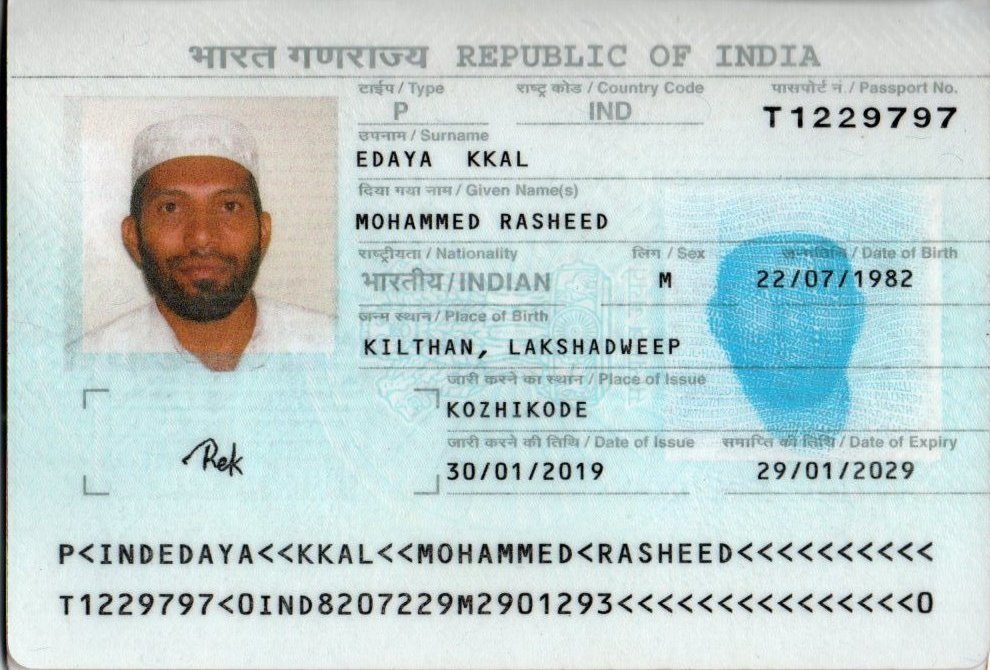 भारत गणराज्य REPUBLIC OF INDIA
टाईप / Type राष्ट्र कोड / Country Code पासपोर्ट नं. / Passport No.
P IND T1229797
उपनाम / Surname
EDAYA KKAL
दिया गया नाम / Given Name(s)
MOHAMMED RASHEED
राष्ट्रीयता / Nationality लिंग / Sex जन्मतिथि / Date of Birth
भारतीय/INDIAN M 22/07/1982
जन्म स्थान / Place of Birth
KILTHAN, LAKSHADWEEP
जारी करने का स्थान / Place of Issue
KOZHIKODE
जारी करने की तिथि / Date of Issue समाप्ति की तिथि / Date of Expiry
30/01/2019 29/01/2029
Rek
P<INDEDAYA<<KKAL<<MOHAMMED<RASHEED<<<<<<<<<<
T1229797<0IND8207229M2901293<<<<<<<<<<<<<<<0